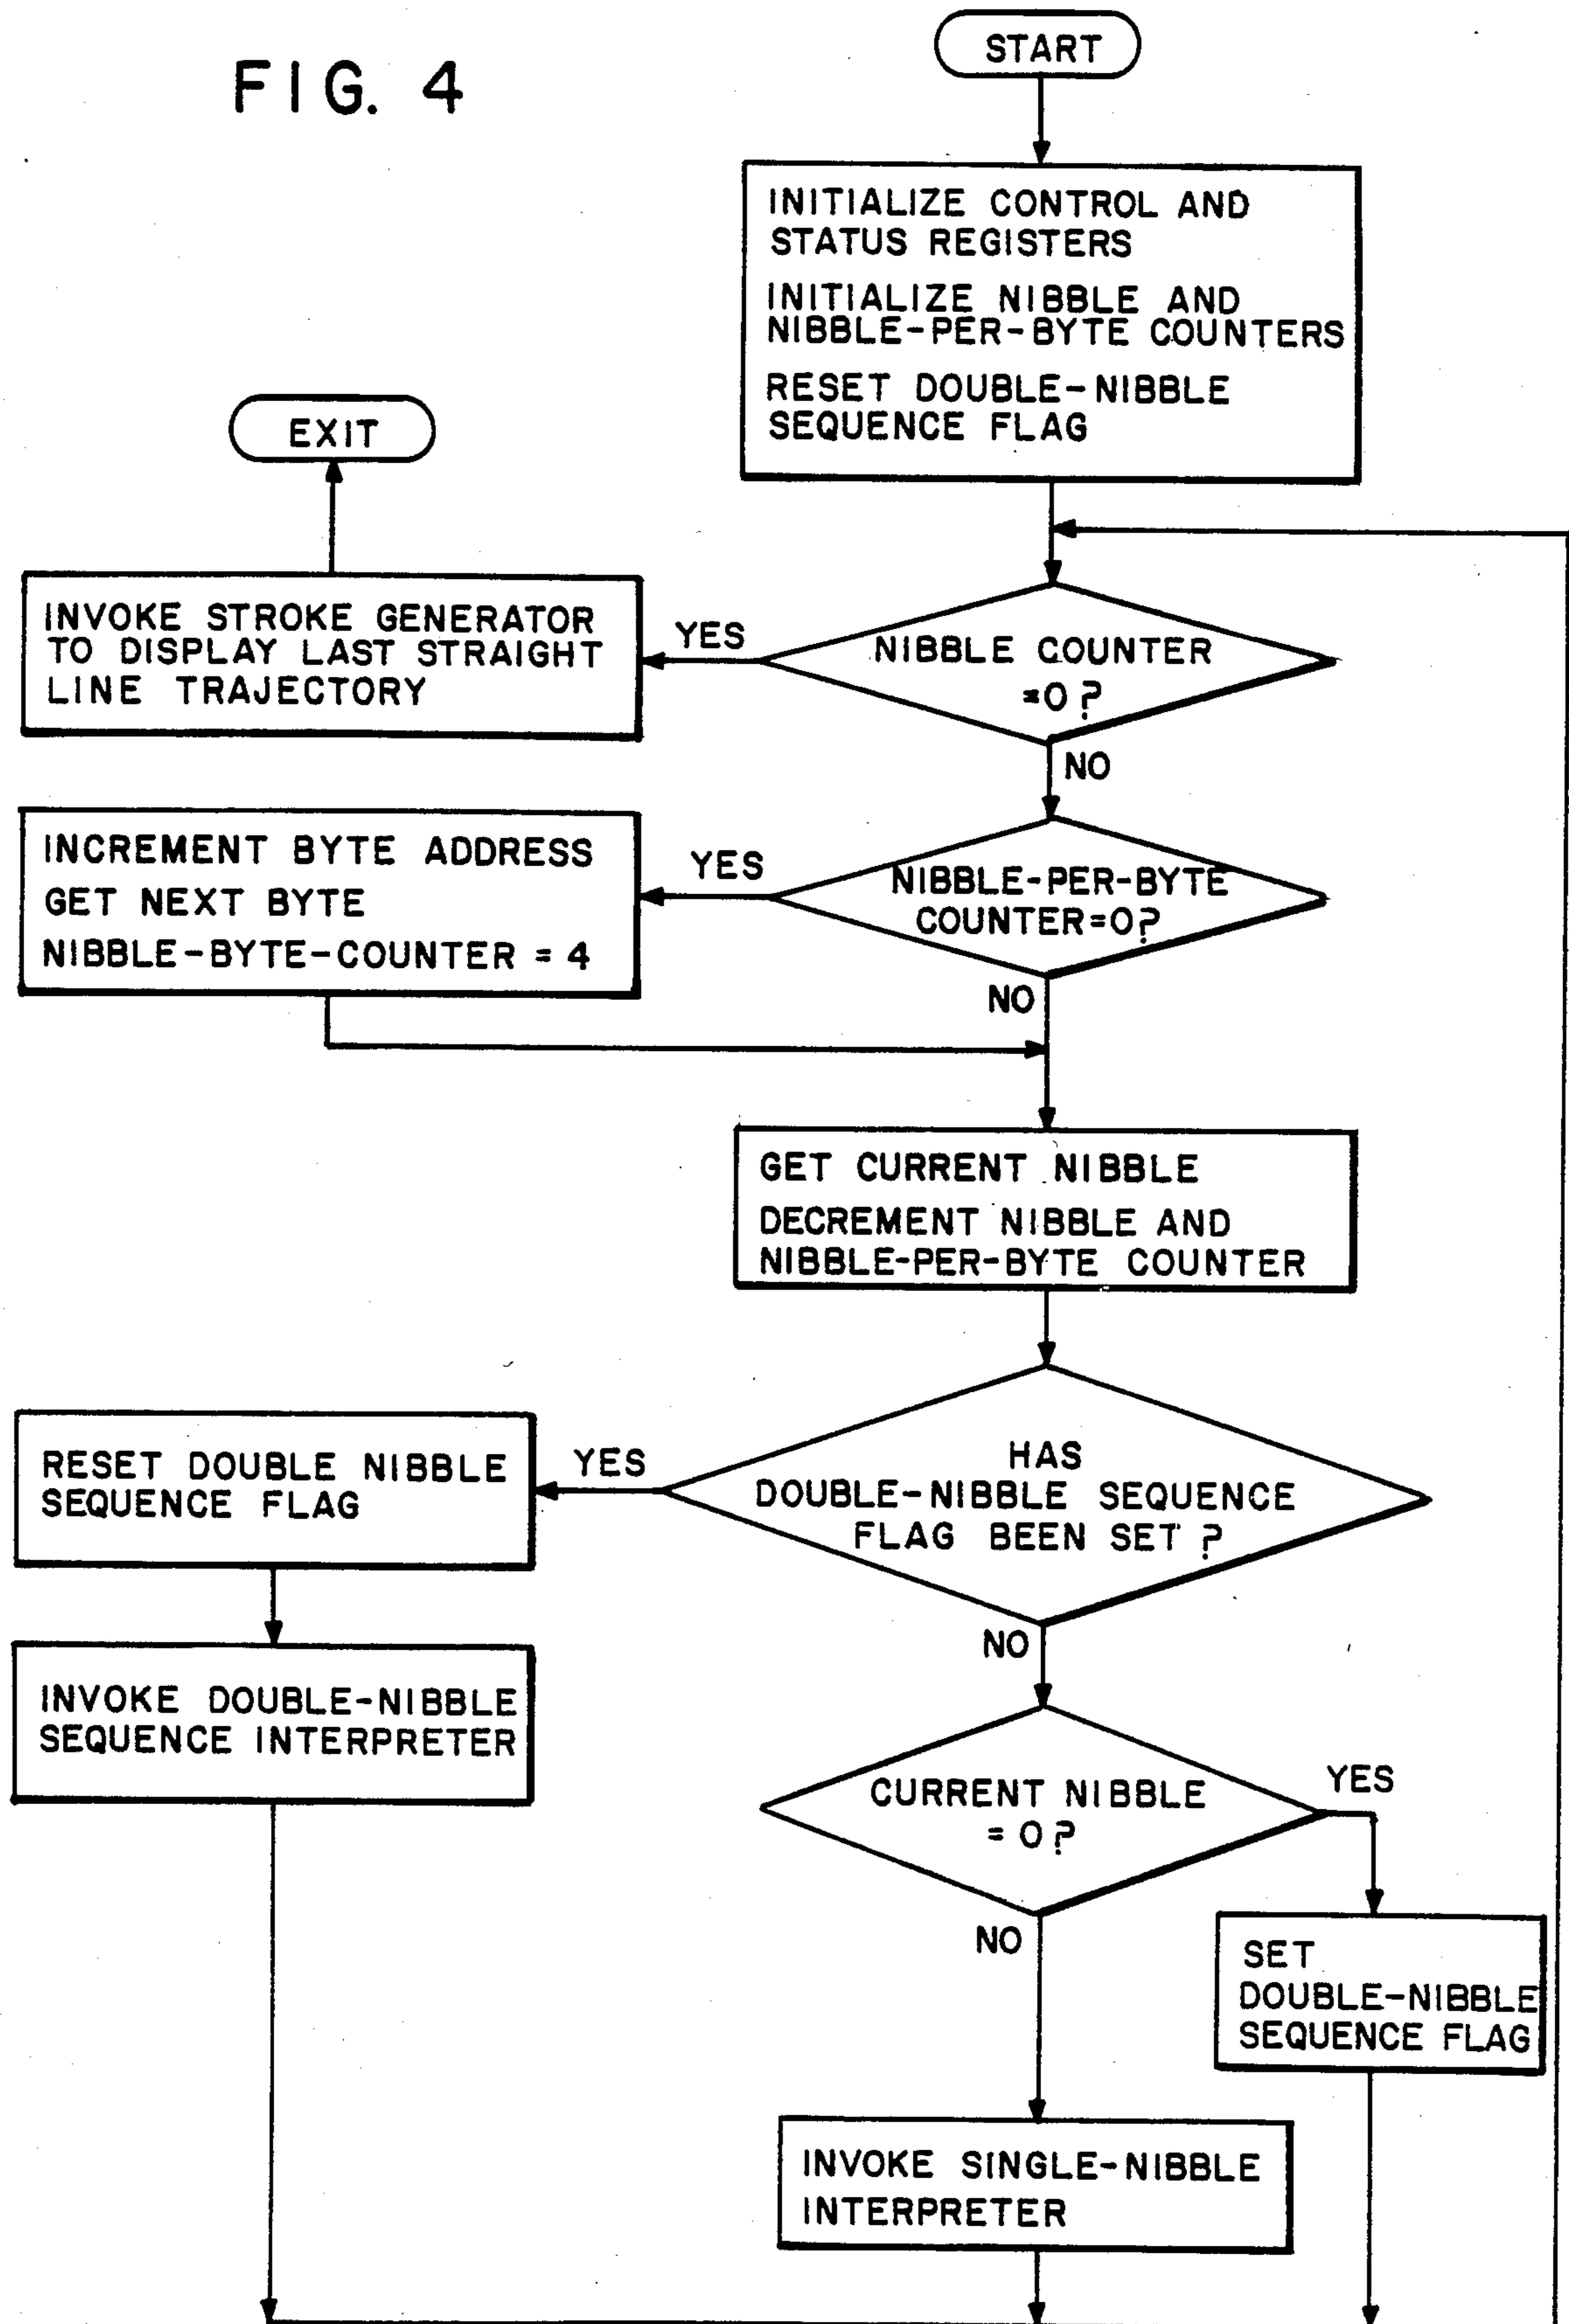 FIG. 4
START
INITIALIZE CONTROL AND
STATUS REGISTERS
INITIALIZE NIBBLE AND
NIBBLE-PER-BYTE COUNTERS
RESET DOUBLE-NIBBLE
SEQUENCE FLAG
EXIT
INVOKE STROKE GENERATOR
TO DISPLAY LAST STRAIGHT
LINE TRAJECTORY
YES
NIBBLE COUNTER
=0?
NO
INCREMENT BYTE ADDRESS
GET NEXT BYTE
NIBBLE-BYTE-COUNTER = 4
YES
NIBBLE-PER-BYTE
COUNTER=0?
NO
GET CURRENT NIBBLE
DECREMENT NIBBLE AND
NIBBLE-PER-BYTE COUNTER
RESET DOUBLE NIBBLE
SEQUENCE FLAG
YES
HAS
DOUBLE-NIBBLE SEQUENCE
FLAG BEEN SET ?
NO
INVOKE DOUBLE-NIBBLE
SEQUENCE INTERPRETER
CURRENT NIBBLE
= 0?
YES
NO
SET
DOUBLE-NIBBLE
SEQUENCE FLAG
INVOKE SINGLE-NIBBLE
INTERPRETER